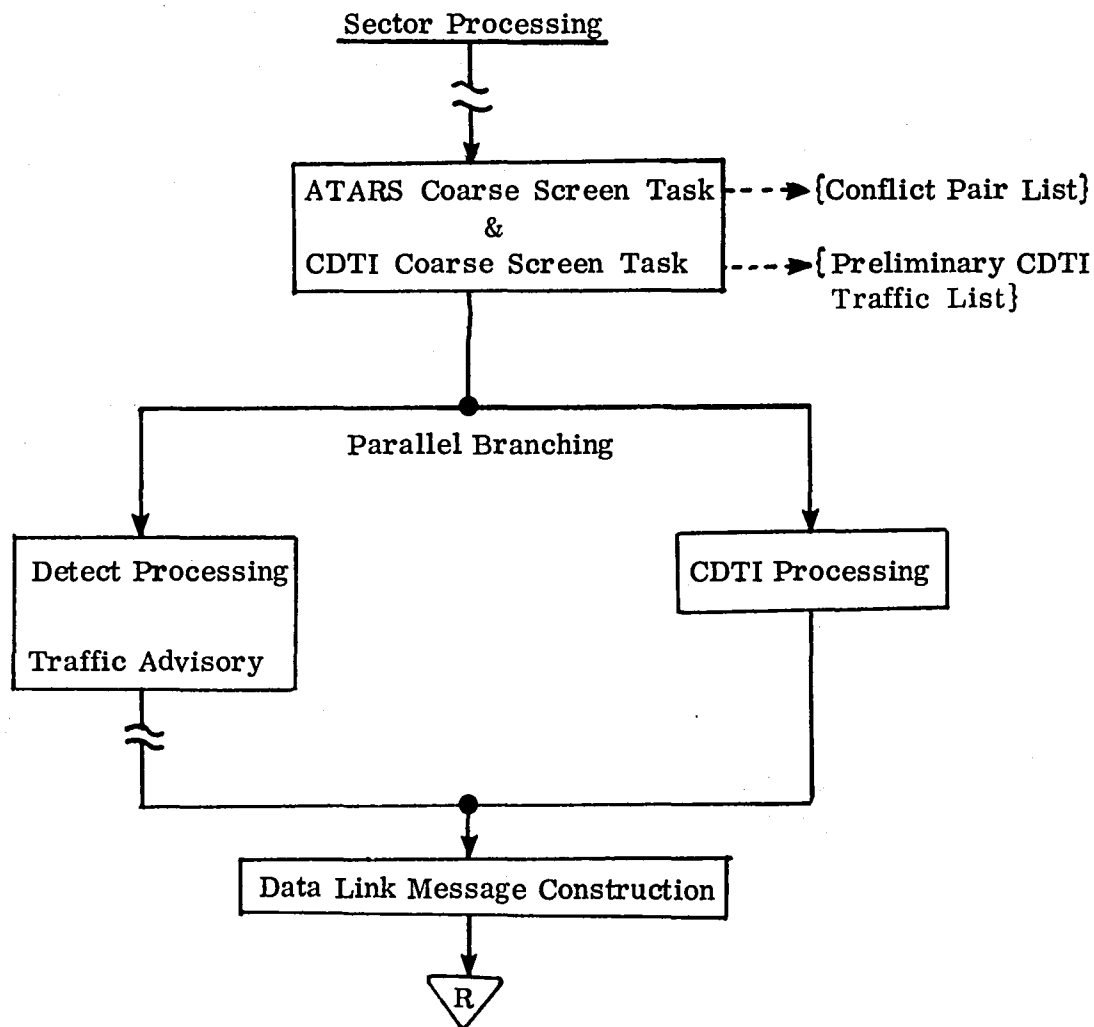 Sector Processing
ATARS Coarse Screen Task
{Conflict Pair List}
&
CDTI Coarse Screen Task
{Preliminary CDTI
Traffic List}
Parallel Branching
Detect Processing
CDTI Processing
Traffic Advisory
Data Link Message Construction
R